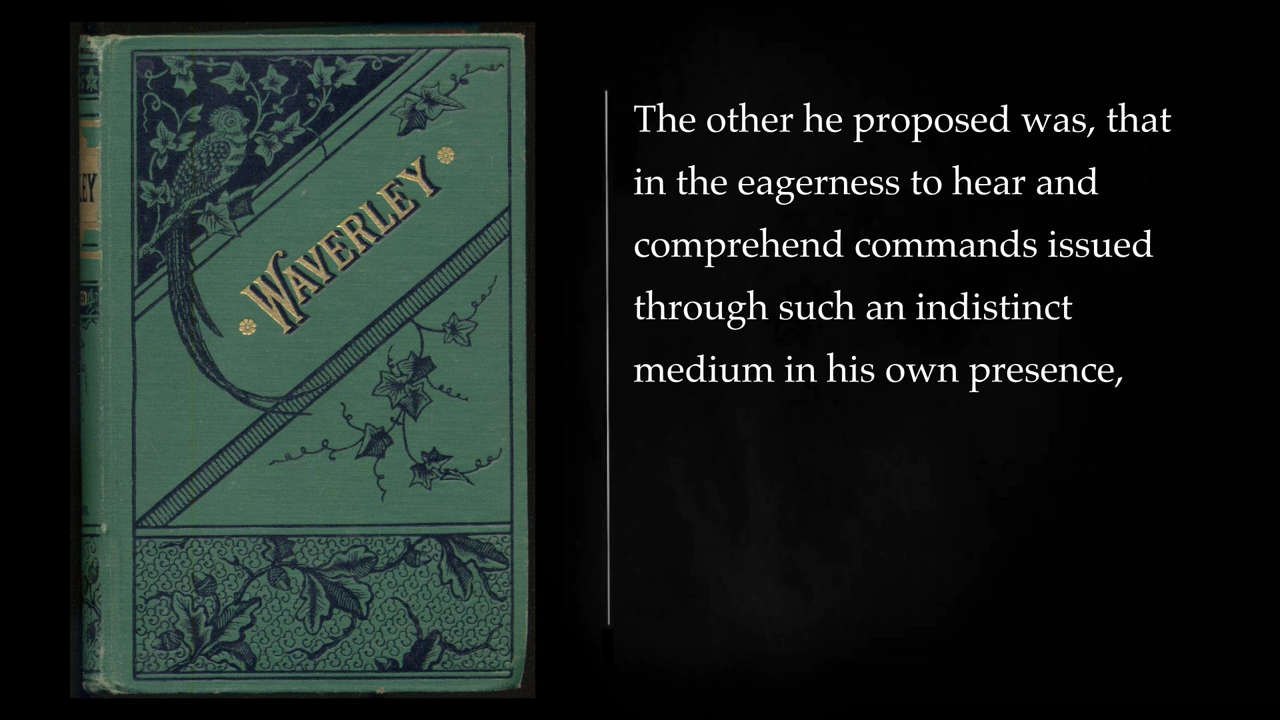 WAVERLEY
EY
The other he proposed was, that
in the eagerness to hear and
comprehend commands issued
through such an indistinct
medium in his own presence,